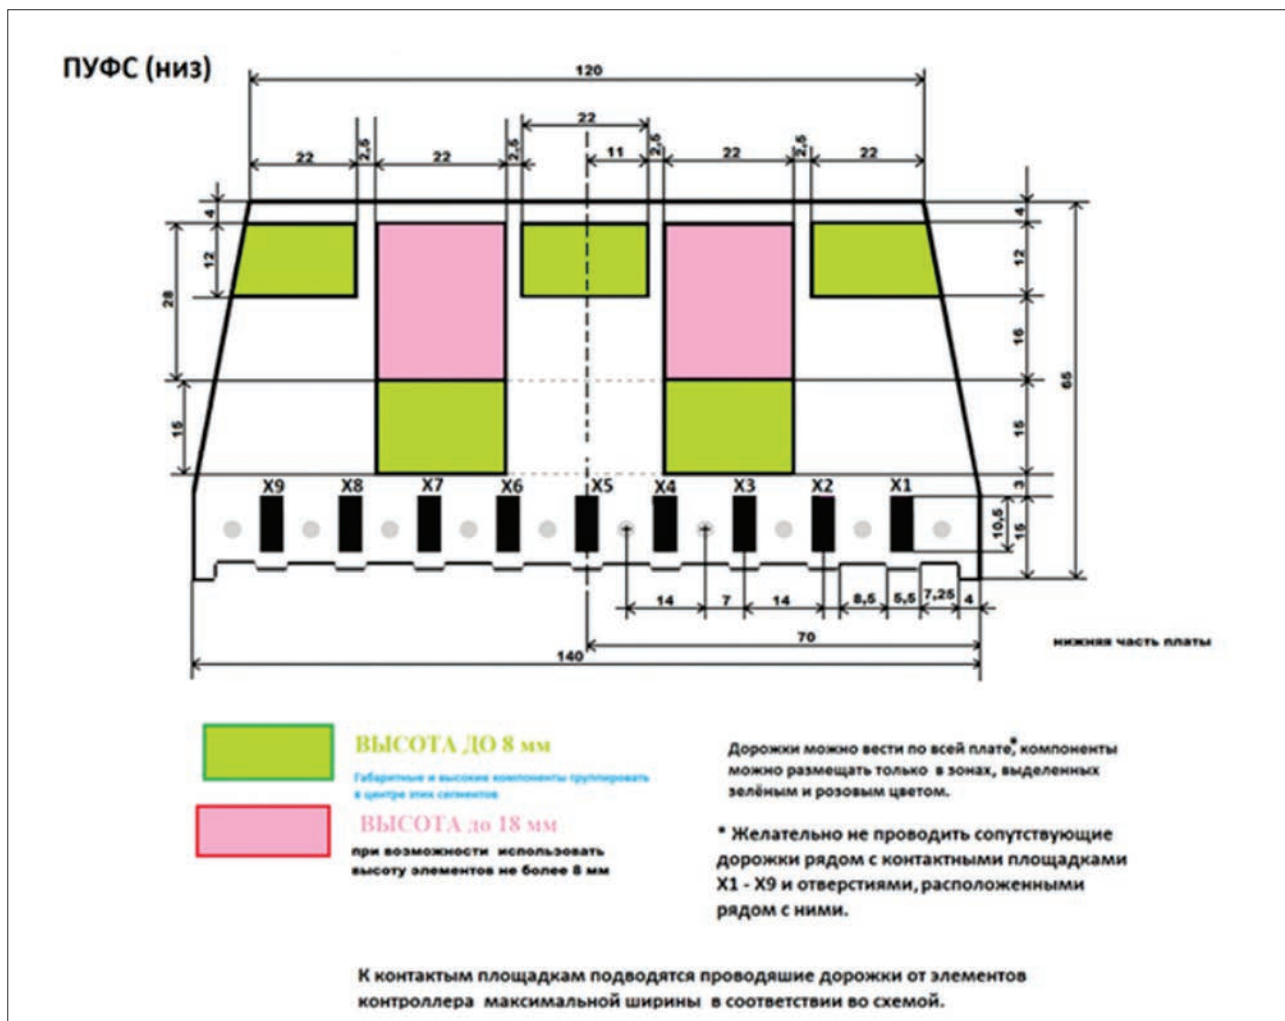 ПУФС (низ)
120
22
22
2,5
22
2,5
11
2,5
22
2,5
22
4
4
12
12
28
16
65
15
15
X9 X8 X7 X6 X5 X4 X3 X2 X1
3
10,5
15
14
7
14
8,5
5,5
7,25
4
70
140
нижняя часть платы
ВЫСОТА ДО 8 мм
Габаритные и высокие компоненты группировать
в центре этих сегментов
ВЫСОТА до 18 мм
при возможности использовать
высоту элементов не более 8 мм
Дорожки можно вести по всей плате,* компоненты
можно размещать только в зонах, выделенных
зелёным и розовым цветом.
* Желательно не проводить сопутствующие
дорожки рядом с контактными площадками
X1 - X9 и отверстиями, расположенными
рядом с ними.
К контактым площадкам подводятся проводяшие дорожки от элементов
контроллера максимальной ширины в соответствии во схемой.